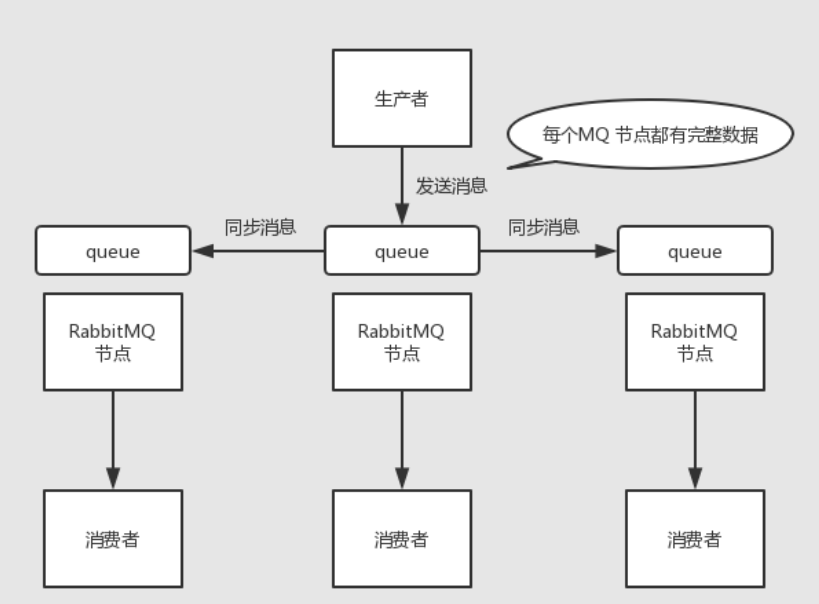 生产者
每个MQ 节点都有完整数据
发送消息
同步消息
同步消息
queue
queue
queue
RabbitMQ
节点
RabbitMQ
节点
RabbitMQ
节点
消费者
消费者
消费者